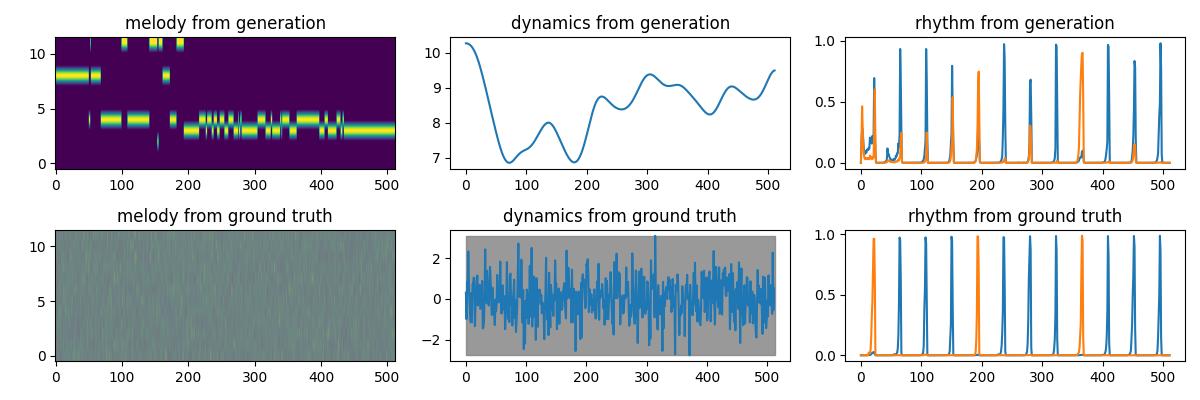 melody from generation
10
5
0
0 100 200 300 400 500
dynamics from generation
10
9
8
7
0 100 200 300 400 500
rhythm from generation
1.0
0.5
0.0
0 100 200 300 400 500
melody from ground truth
10
5
0
0 100 200 300 400 500
dynamics from ground truth
2
0
−2
0 100 200 300 400 500
rhythm from ground truth
1.0
0.5
0.0
0 100 200 300 400 500